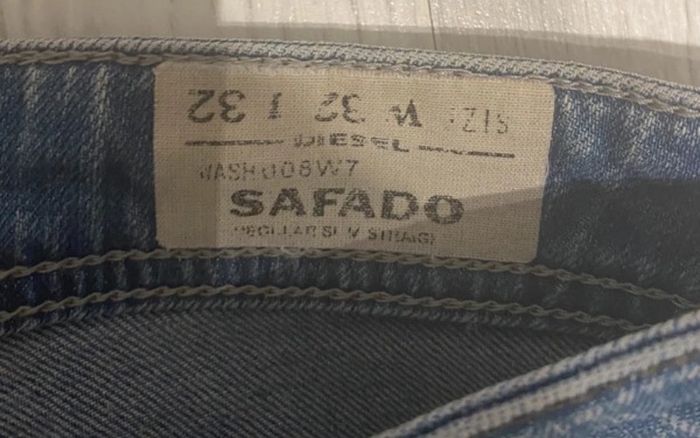 SIZE W 32 L 32
DIESEL
WASH 008W7
SAFADO
(REGULAR SLIM STRAIGHT